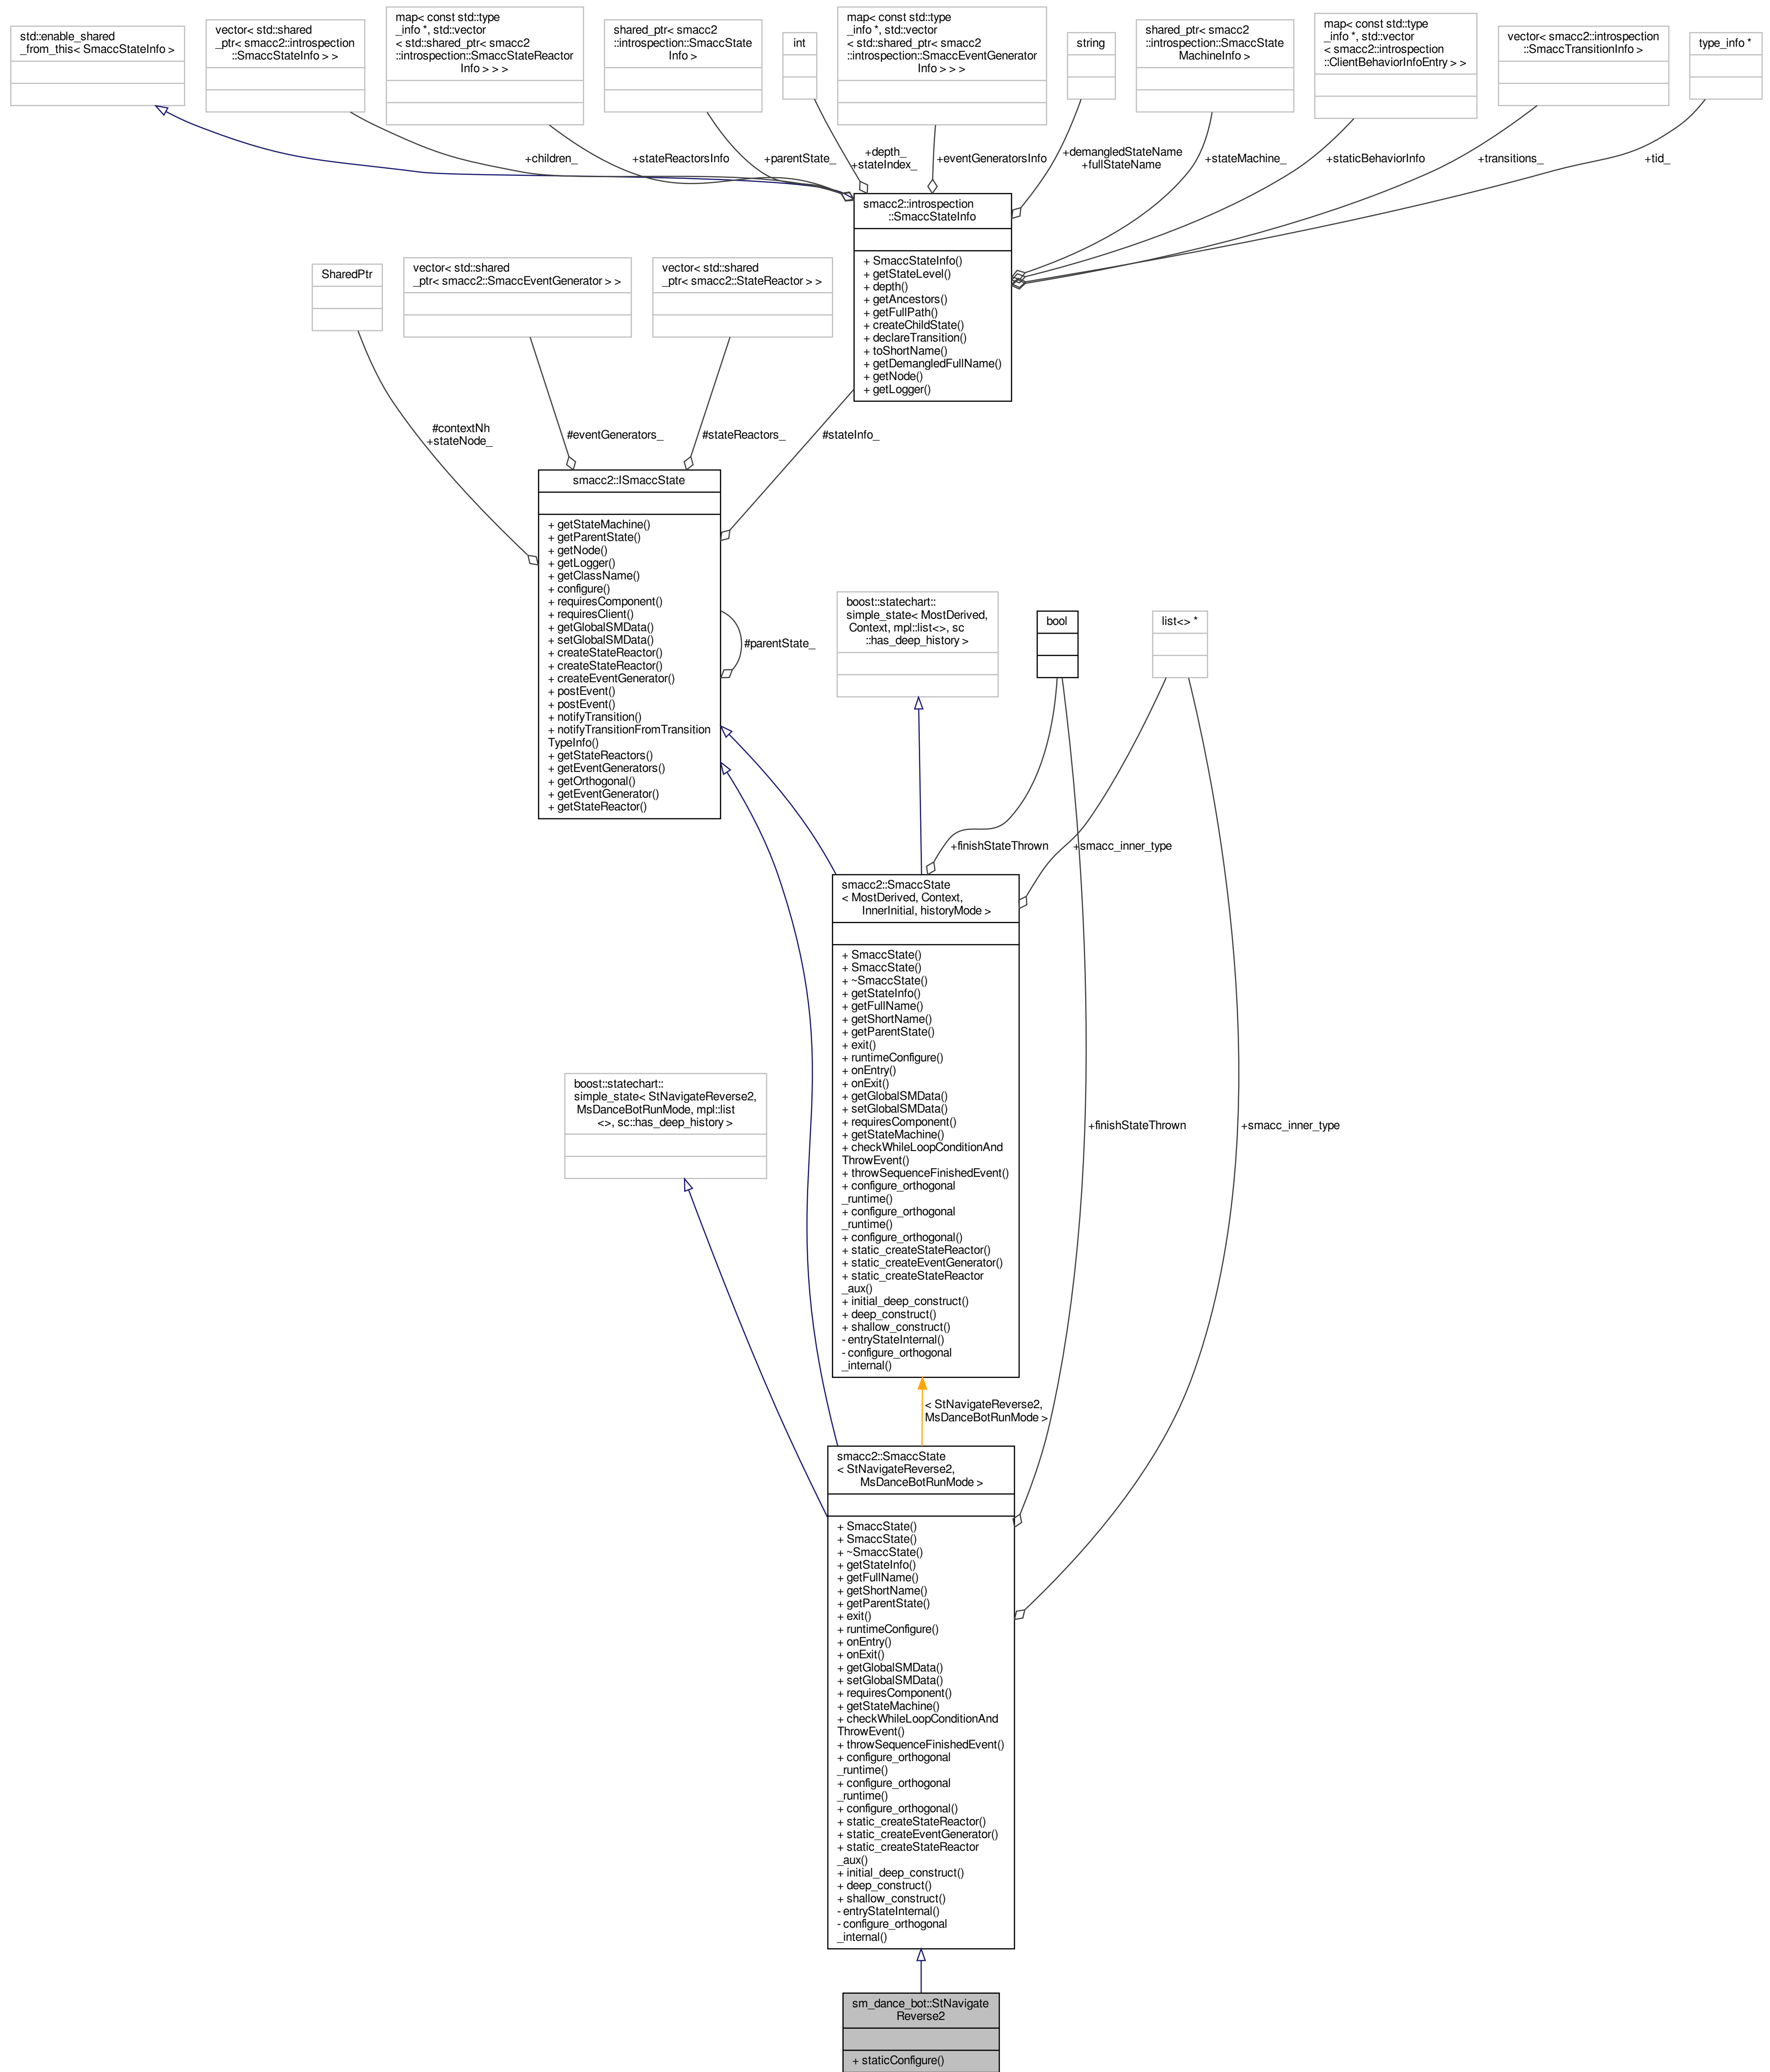 std::enable_shared
_from_this< SmaccStateInfo >
vector< std::shared
_ptr< smacc2::introspection
::SmaccStateInfo > >
map< const std::type
_info *, std::vector
< std::shared_ptr< smacc2
::introspection::SmaccStateReactor
Info > > >
shared_ptr< smacc2
::introspection::SmaccState
Info >
int
map< const std::type
_info *, std::vector
< std::shared_ptr< smacc2
::introspection::SmaccEventGenerator
Info > > >
string
shared_ptr< smacc2
::introspection::SmaccState
MachineInfo >
map< const std::type
_info *, std::vector
< smacc2::introspection
::ClientBehaviorInfoEntry > >
vector< smacc2::introspection
::SmaccTransitionInfo >
type_info *
+children_
+stateReactorsInfo
+parentState_
+depth_
+stateIndex_
+eventGeneratorsInfo
+demangledStateName
+fullStateName
+stateMachine_
+staticBehaviorInfo
+transitions_
+tid_
smacc2::introspection
::SmaccStateInfo
+ SmaccStateInfo()
+ getStateLevel()
+ depth()
+ getAncestors()
+ getFullPath()
+ createChildState()
+ declareTransition()
+ toShortName()
+ getDemangledFullName()
+ getNode()
+ getLogger()
SharedPtr
vector< std::shared
_ptr< smacc2::SmaccEventGenerator > >
vector< std::shared
_ptr< smacc2::StateReactor > >
#contextNh
+stateNode_
#eventGenerators_
#stateReactors_
#stateInfo_
smacc2::ISmaccState
+ getStateMachine()
+ getParentState()
+ getNode()
+ getLogger()
+ getClassName()
+ configure()
+ requiresComponent()
+ requiresClient()
+ getGlobalSMData()
+ setGlobalSMData()
+ createStateReactor()
+ createStateReactor()
+ createEventGenerator()
+ postEvent()
+ postEvent()
+ notifyTransition()
+ notifyTransitionFromTransition
TypeInfo()
+ getStateReactors()
+ getEventGenerators()
+ getOrthogonal()
+ getEventGenerator()
+ getStateReactor()
#parentState_
boost::statechart::
simple_state< MostDerived,
Context, mpl::list<>, sc
::has_deep_history >
bool
list<> *
+finishStateThrown
+smacc_inner_type
smacc2::SmaccState
< MostDerived, Context,
InnerInitial, historyMode >
+ SmaccState()
+ SmaccState()
+ ~SmaccState()
+ getStateInfo()
+ getFullName()
+ getShortName()
+ getParentState()
+ exit()
+ runtimeConfigure()
+ onEntry()
+ onExit()
+ getGlobalSMData()
+ setGlobalSMData()
+ requiresComponent()
+ getStateMachine()
+ checkWhileLoopConditionAnd
ThrowEvent()
+ throwSequenceFinishedEvent()
+ configure_orthogonal
_runtime()
+ configure_orthogonal
_runtime()
+ configure_orthogonal()
+ static_createStateReactor()
+ static_createEventGenerator()
+ static_createStateReactor
_aux()
+ initial_deep_construct()
+ deep_construct()
+ shallow_construct()
- entryStateInternal()
- configure_orthogonal
_internal()
boost::statechart::
simple_state< StNavigateReverse2,
MsDanceBotRunMode, mpl::list
<>, sc::has_deep_history >
+finishStateThrown
+smacc_inner_type
< StNavigateReverse2,
MsDanceBotRunMode >
smacc2::SmaccState
< StNavigateReverse2,
MsDanceBotRunMode >
+ SmaccState()
+ SmaccState()
+ ~SmaccState()
+ getStateInfo()
+ getFullName()
+ getShortName()
+ getParentState()
+ exit()
+ runtimeConfigure()
+ onEntry()
+ onExit()
+ getGlobalSMData()
+ setGlobalSMData()
+ requiresComponent()
+ getStateMachine()
+ checkWhileLoopConditionAnd
ThrowEvent()
+ throwSequenceFinishedEvent()
+ configure_orthogonal
_runtime()
+ configure_orthogonal
_runtime()
+ configure_orthogonal()
+ static_createStateReactor()
+ static_createEventGenerator()
+ static_createStateReactor
_aux()
+ initial_deep_construct()
+ deep_construct()
+ shallow_construct()
- entryStateInternal()
- configure_orthogonal
_internal()
sm_dance_bot::StNavigate
Reverse2
+ staticConfigure()